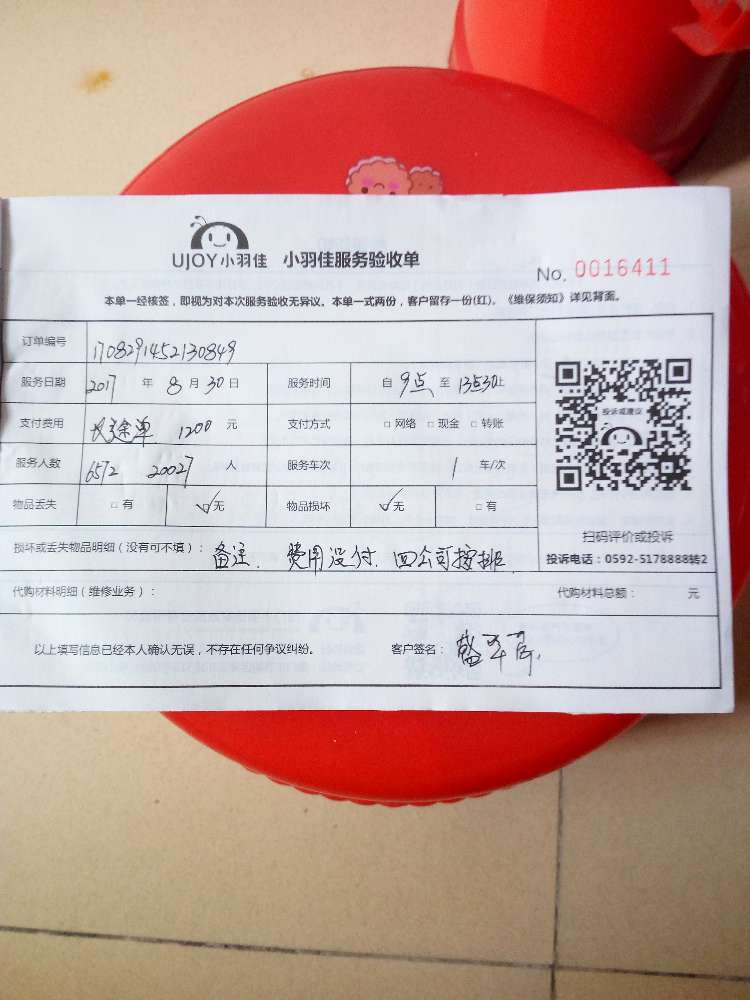 UJOY小羽佳 小羽佳服务验收单
No. 0016411
本单一经核签，即视为对本次服务验收无异议。本单一式两份，客户留存一份(红)。《维保须知》详见背面。
订单编号 1708291452130849
服务日期 2017 年 8 月 30 日 服务时间 自 9点 至 13点30止
支付费用 长途单 1200 元 支付方式 □ 网络 □ 现金 □ 转账
服务人数 6572 20027 人 服务车次 1 车/次
物品丢失 □ 有 √无 物品损坏 √无 □ 有
投诉或建议
扫码评价或投诉
投诉电话：0592-5178888转2
损坏或丢失物品明细（没有可不填）： 备注. 费用没付. 回公司按排
代购材料明细（维修业务）： 代购材料总额： 元
以上填写信息已经本人确认无误，不存在任何争议纠纷。 客户签名：